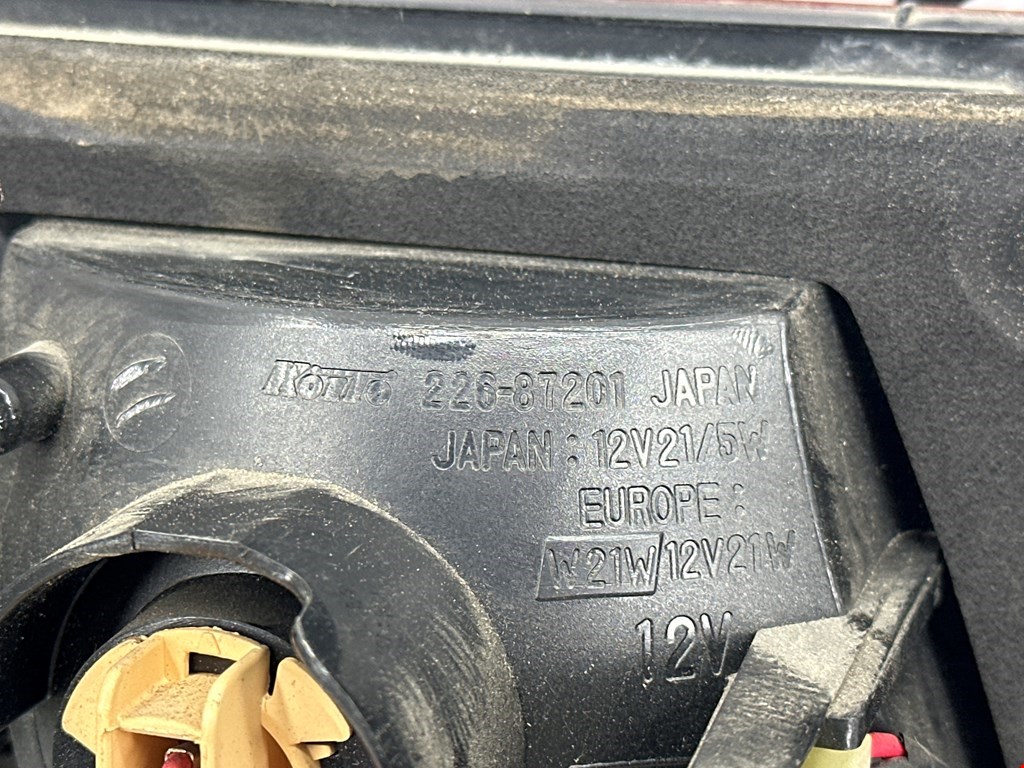 KOITO 226-87201 JAPAN
JAPAN : 12V21/5W
EUROPE :
W21W/12V21W
12V